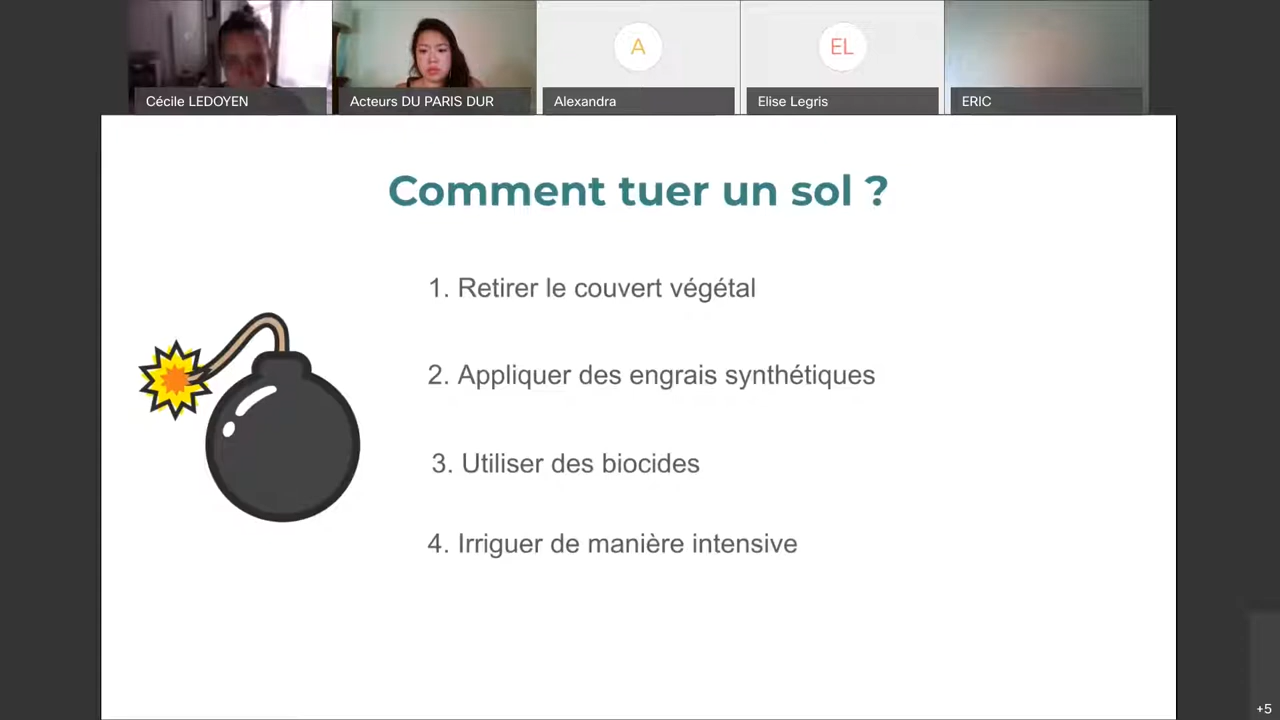 Cécile LEDOYEN
Acteurs DU PARIS DUR
A
Alexandra
EL
Elise Legris
ERIC
Comment tuer un sol ?
1. Retirer le couvert végétal
2. Appliquer des engrais synthétiques
3. Utiliser des biocides
4. Irriguer de manière intensive
+5